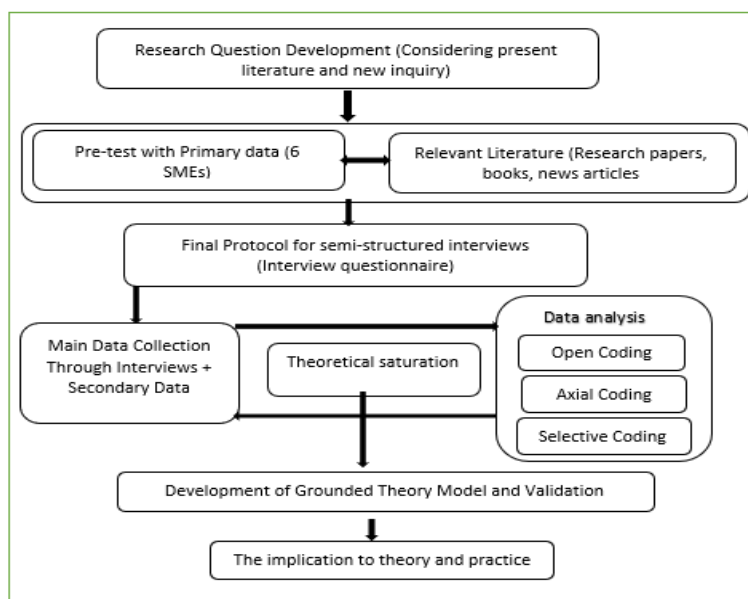 Research Question Development (Considering present
literature and new inquiry)
Pre-test with Primary data (6
SMEs)
Relevant Literature (Research papers,
books, news articles
Final Protocol for semi-structured interviews
(Interview questionnaire)
Main Data Collection
Through Interviews +
Secondary Data
Theoretical saturation
Data analysis
Open Coding
Axial Coding
Selective Coding
Development of Grounded Theory Model and Validation
The implication to theory and practice